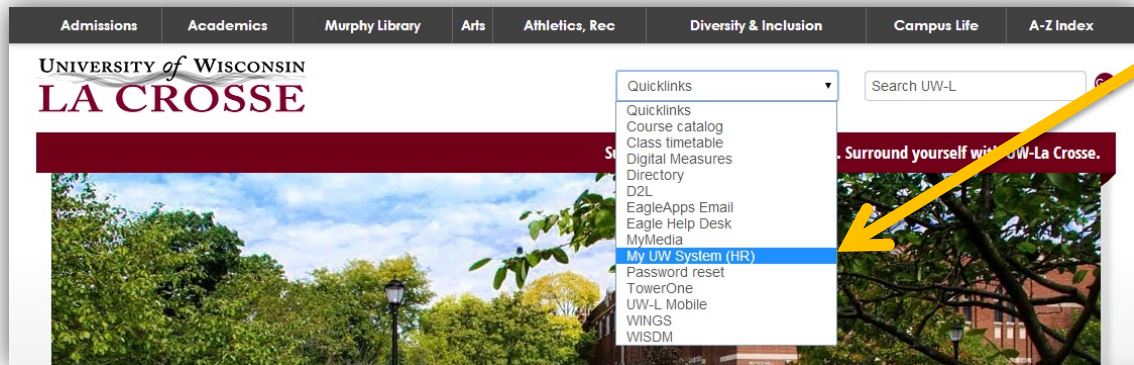 Admissions Academics Murphy Library Arts Athletics, Rec Diversity & Inclusion Campus Life A-Z Index
UNIVERSITY of WISCONSIN
LA CROSSE
Quicklinks
Search UW-L
Quicklinks
Course catalog
Class timetable
Digital Measures
Directory
D2L
EagleApps Email
Eagle Help Desk
MyMedia
My UW System (HR)
Password reset
TowerOne
UW-L Mobile
WINGS
WISDM
. Surround yourself with UW-La Crosse.